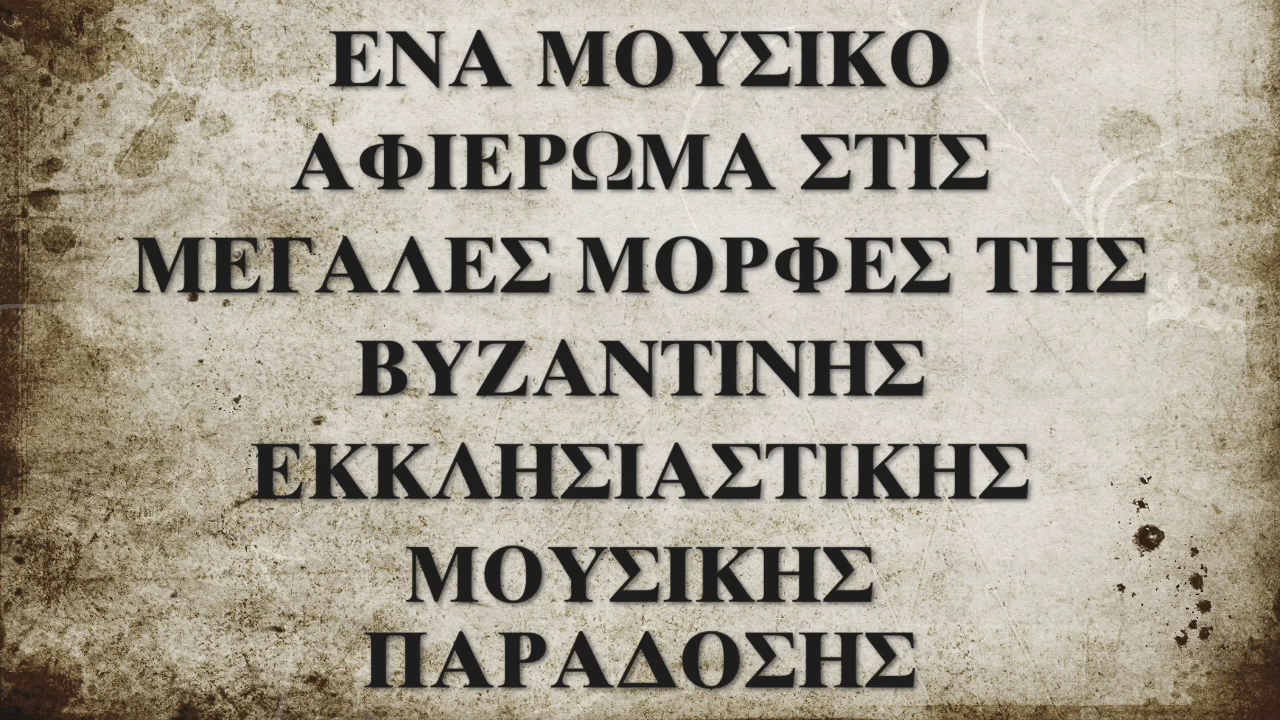 ΕΝΑ ΜΟΥΣΙΚΟ
ΑΦΙΕΡΩΜΑ ΣΤΙΣ
ΜΕΓΑΛΕΣ ΜΟΡΦΕΣ ΤΗΣ
ΒΥΖΑΝΤΙΝΗΣ
ΕΚΚΛΗΣΙΑΣΤΙΚΗΣ
ΜΟΥΣΙΚΗΣ
ΠΑΡΑΔΟΣΗΣ